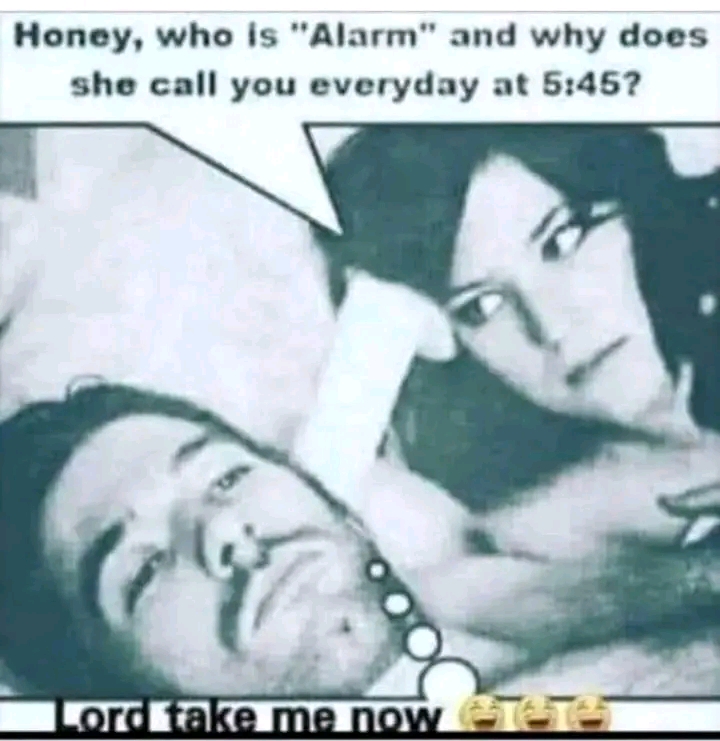 Honey, who is "Alarm" and why does
she call you everyday at 5:45?
Lord take me now 😂😂😂